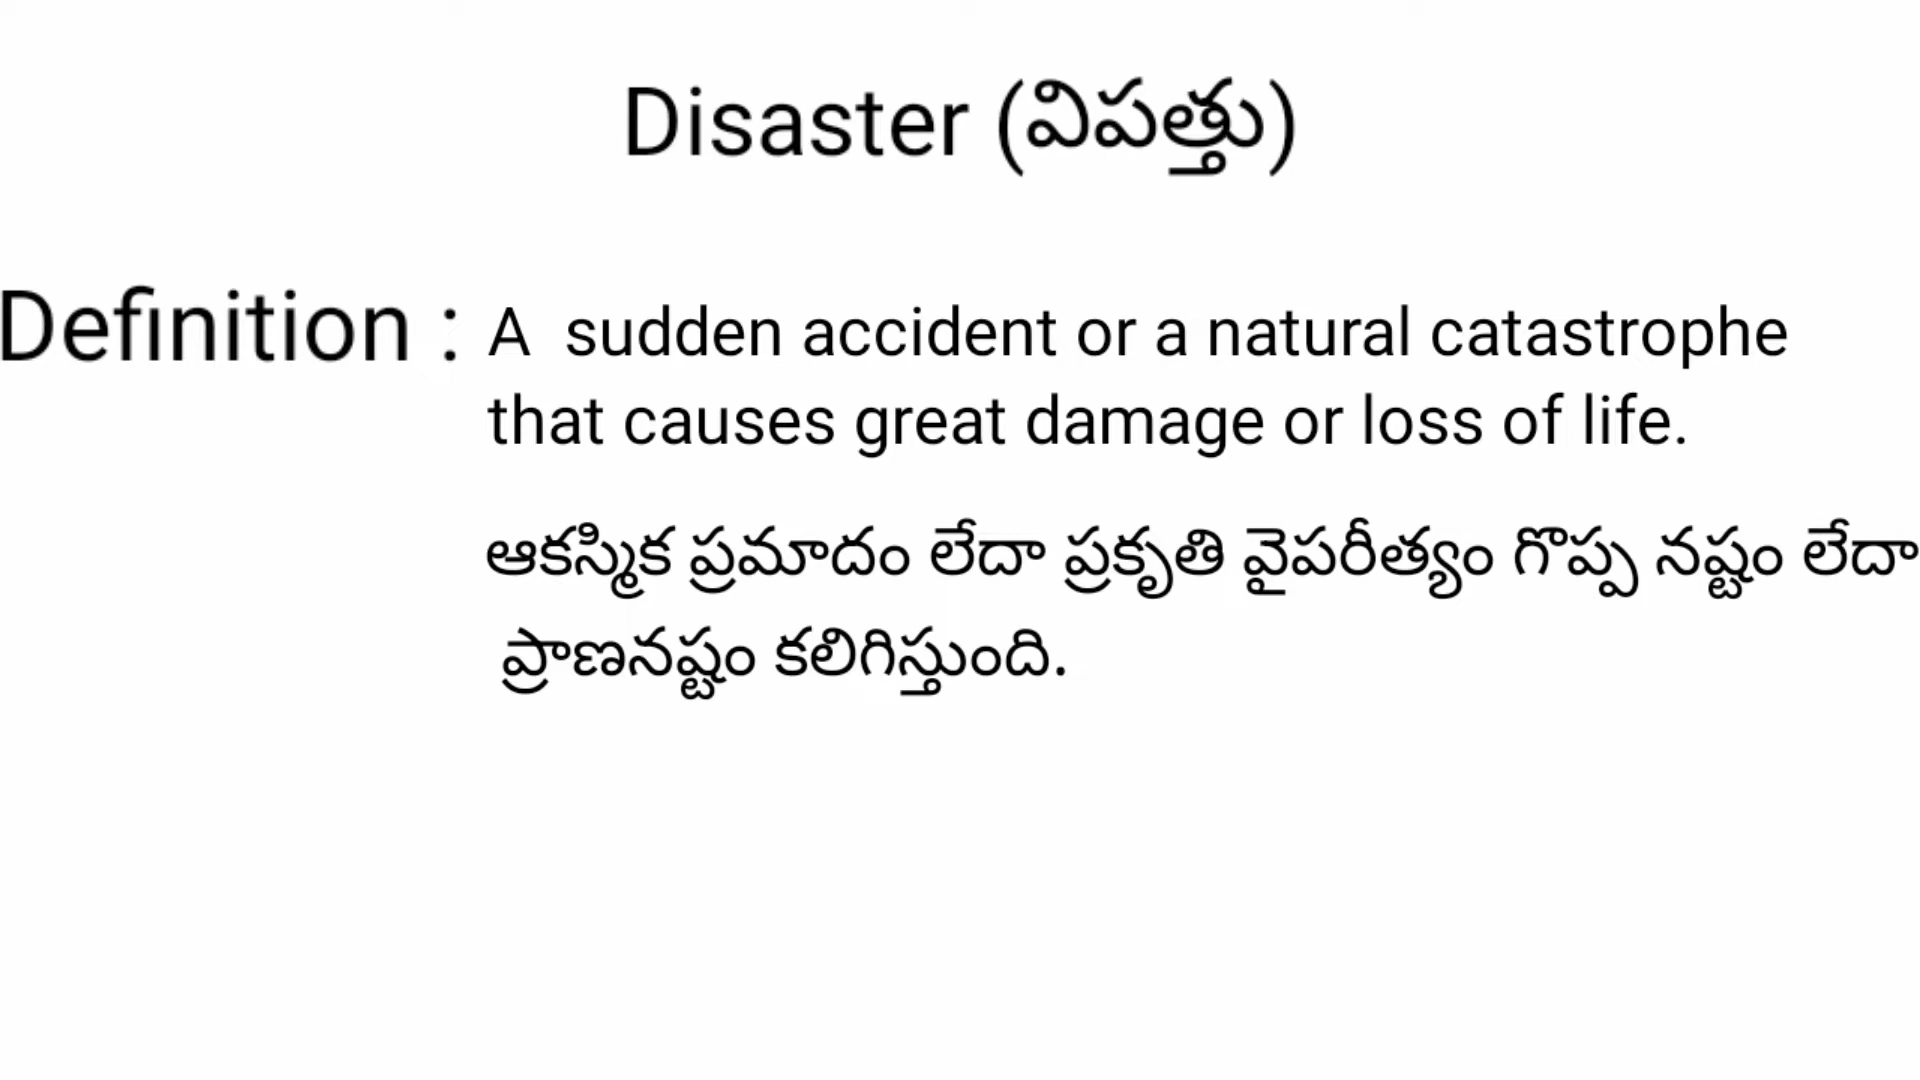 Disaster (విపత్తు)
Definition : A sudden accident or a natural catastrophe
that causes great damage or loss of life.
ఆకస్మిక ప్రమాదం లేదా ప్రకృతి వైపరీత్యం గొప్ప నష్టం లేదా
ప్రాణనష్టం కలిగిస్తుంది.